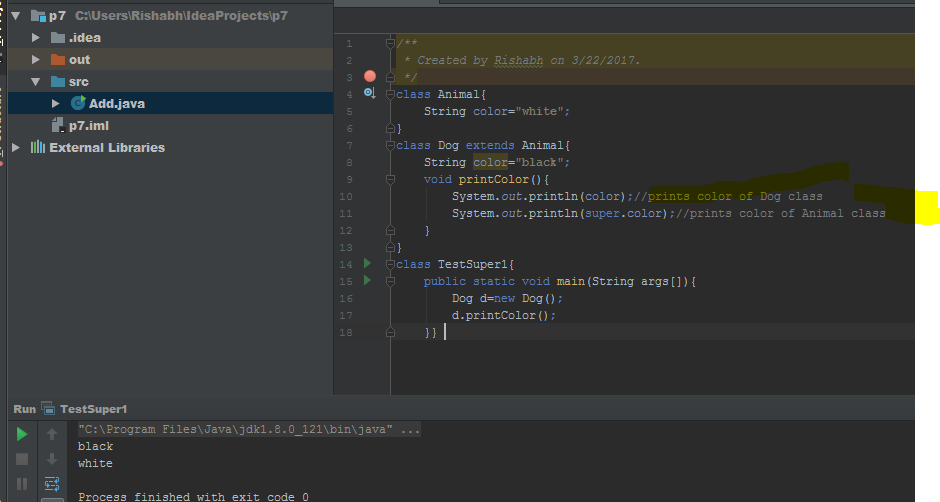 p7 C:\Users\Rishabh\IdeaProjects\p7
.idea
out
src
Add.java
p7.iml
External Libraries
1 /**
2 * Created by Rishabh on 3/22/2017.
3 */
4 class Animal{
5 String color="white";
6 }
7 class Dog extends Animal{
8 String color="black";
9 void printColor(){
10 System.out.println(color);//prints color of Dog class
11 System.out.println(super.color);//prints color of Animal class
12 }
13 }
14 class TestSuper1{
15 public static void main(String args[]){
16 Dog d=new Dog();
17 d.printColor();
18 }}
Run TestSuper1
"C:\Program Files\Java\jdk1.8.0_121\bin\java" ...
black
white
Process finished with exit code 0